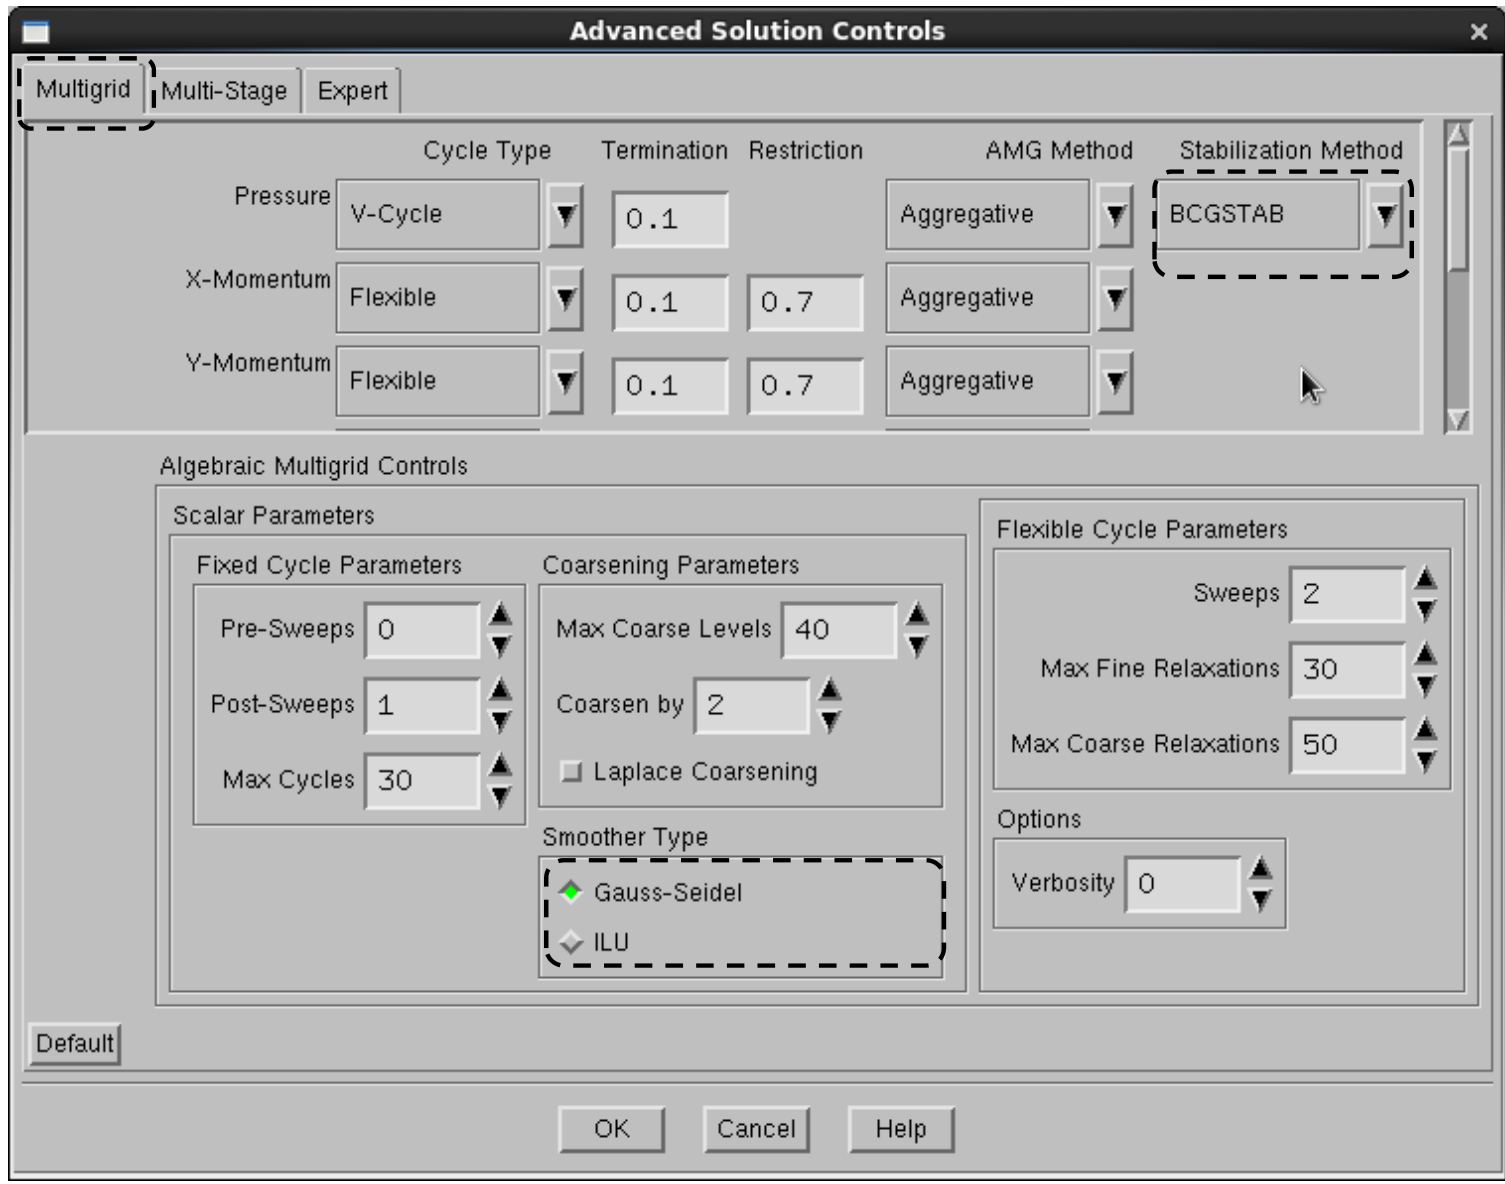 Advanced Solution Controls
Multigrid Multi-Stage Expert
Cycle Type Termination Restriction AMG Method Stabilization Method
Pressure V-Cycle 0.1 Aggregative BCGSTAB
X-Momentum Flexible 0.1 0.7 Aggregative
Y-Momentum Flexible 0.1 0.7 Aggregative
Algebraic Multigrid Controls
Scalar Parameters
Fixed Cycle Parameters
Pre-Sweeps 0
Post-Sweeps 1
Max Cycles 30
Coarsening Parameters
Max Coarse Levels 40
Coarsen by 2
Laplace Coarsening
Smoother Type
Gauss-Seidel
ILU
Flexible Cycle Parameters
Sweeps 2
Max Fine Relaxations 30
Max Coarse Relaxations 50
Options
Verbosity 0
Default
OK Cancel Help